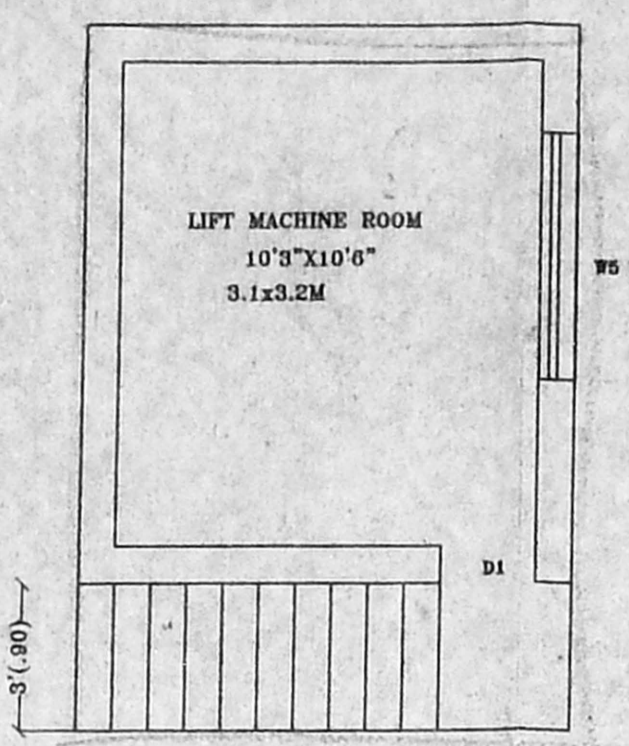 LIFT MACHINE ROOM
10'3"X10'6"
3.1x3.2M
W5
D1
3'(.90)